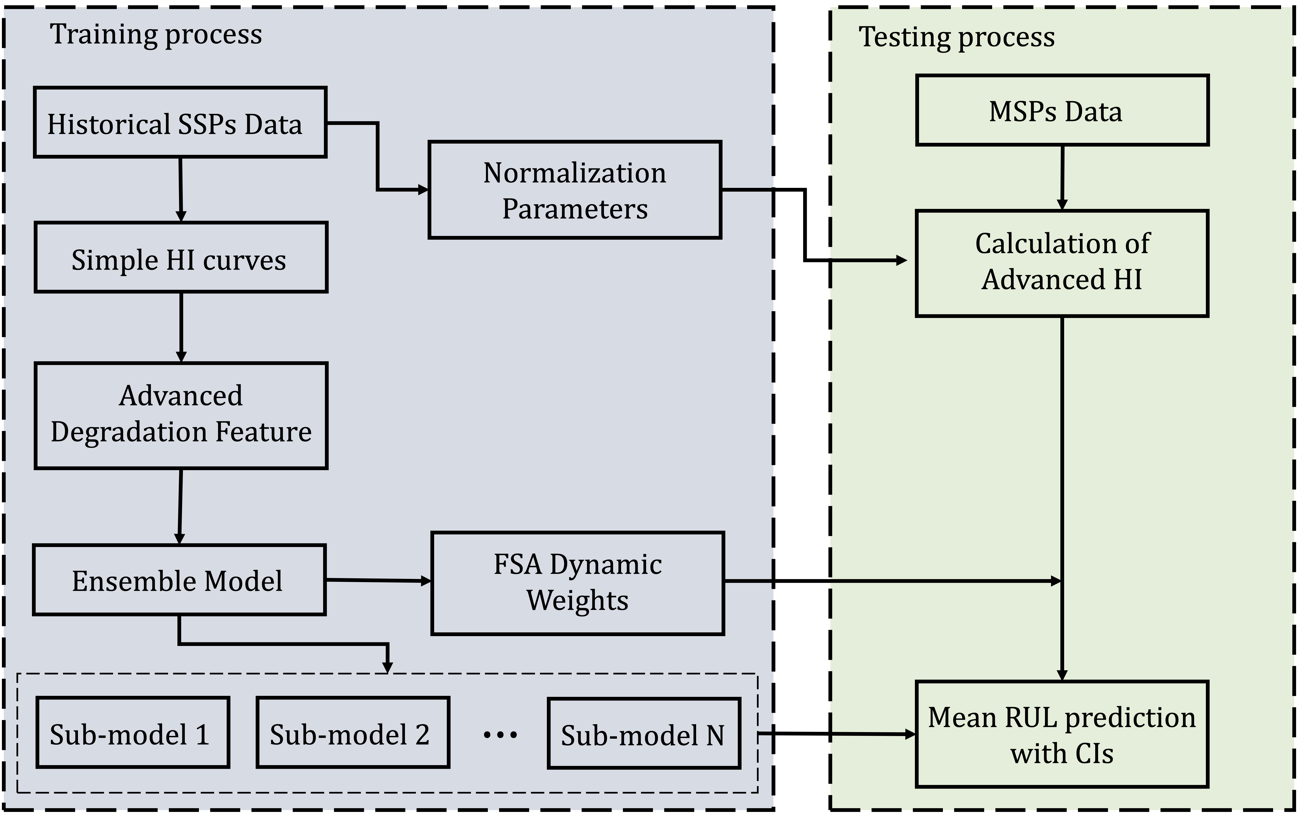 Training process
Historical SSPs Data
Normalization
Parameters
Simple HI curves
Advanced
Degradation Feature
Ensemble Model
FSA Dynamic
Weights
Sub-model 1
Sub-model 2
...
Sub-model N
Testing process
MSPs Data
Calculation of
Advanced HI
Mean RUL prediction
with CIs